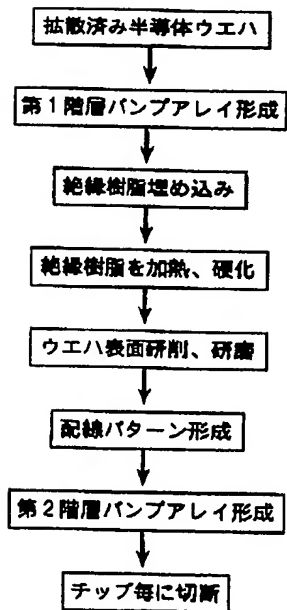 拡散済み半導体ウエハ
第1階層バンプアレイ形成
絶縁樹脂埋め込み
絶縁樹脂を加熱、硬化
ウエハ表面研削、研磨
配線パターン形成
第2階層バンプアレイ形成
チップ毎に切断